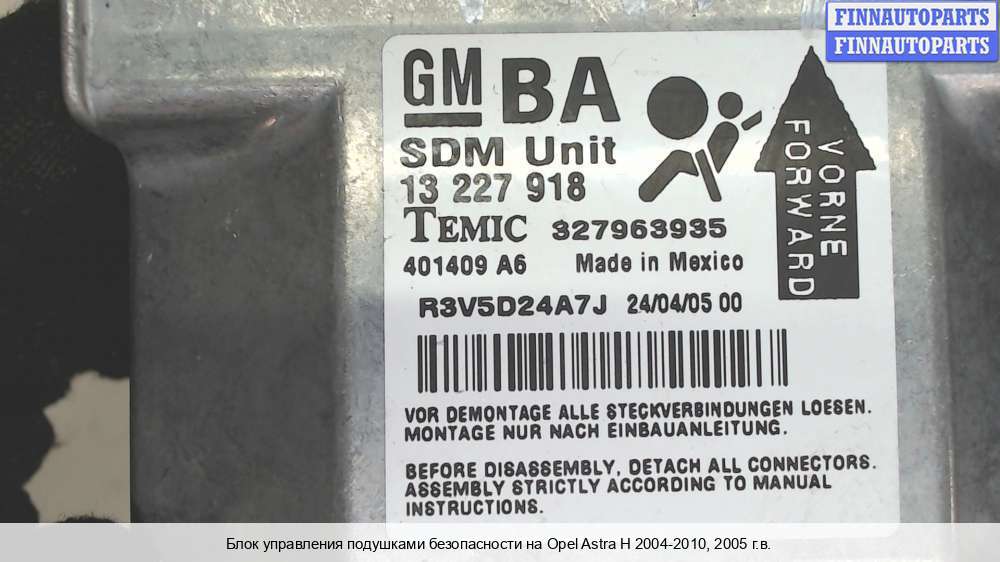 FINNAUTOPARTS
FINNAUTOPARTS
GM BA
SDM Unit
13 227 918
TEMIC 327963935
401409 A6 Made in Mexico
R3V5D24A7J 24/04/05 00
VORNE
FORWARD
VOR DEMONTAGE ALLE STECKVERBINDUNGEN LOESEN.
MONTAGE NUR NACH EINBAUANLEITUNG.
BEFORE DISASSEMBLY, DETACH ALL CONNECTORS.
ASSEMBLY STRICTLY ACCORDING TO MANUAL
INSTRUCTIONS.
Блок управления подушками безопасности на Opel Astra H 2004-2010, 2005 г.в.